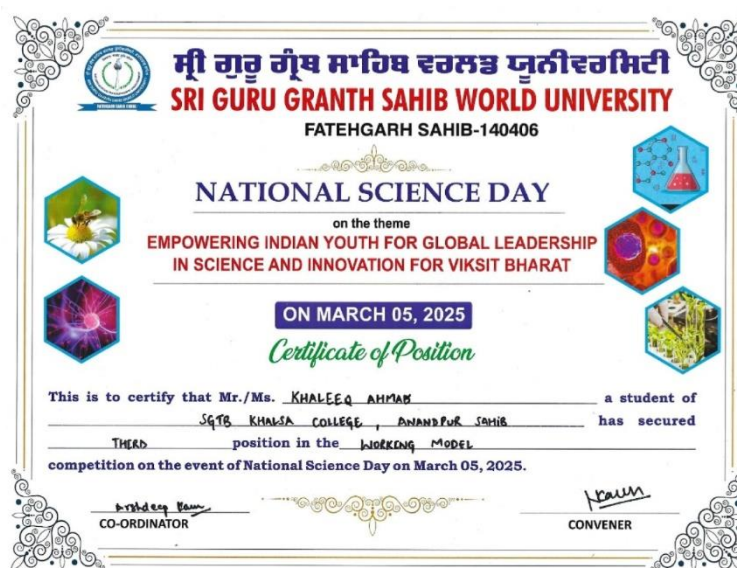 ਸ੍ਰੀ ਗੁਰੂ ਗ੍ਰੰਥ ਸਾਹਿਬ ਵਰਲਡ ਯੂਨੀਵਰਸਿਟੀ
SRI GURU GRANTH SAHIB WORLD UNIVERSITY
FATEHGARH SAHIB-140406
NATIONAL SCIENCE DAY
on the theme
EMPOWERING INDIAN YOUTH FOR GLOBAL LEADERSHIP
IN SCIENCE AND INNOVATION FOR VIKSIT BHARAT
ON MARCH 05, 2025
Certificate of Position
This is to certify that Mr./Ms. KHALEEQ AHMAD a student of
SGTB KHALSA COLLEGE, ANANDPUR SAHIB has secured
THIRD position in the WORKING MODEL
competition on the event of National Science Day on March 05, 2025.
Arshdeep Kaur
CO-ORDINATOR
CONVENER